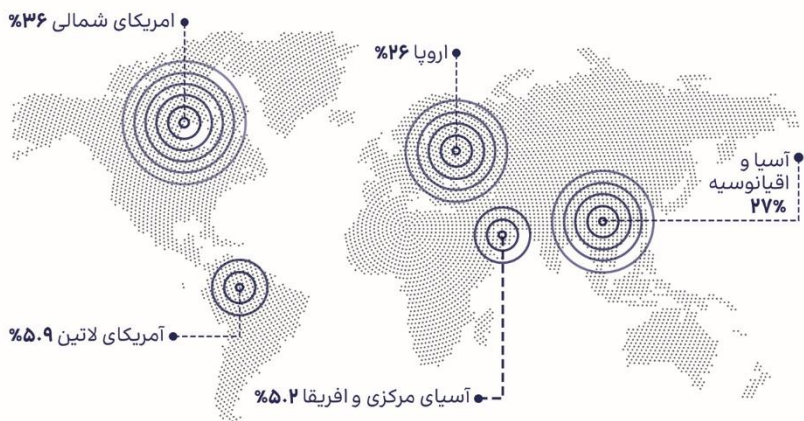 امریکای شمالی ۳۶%
اروپا ۲۶%
آسیا و
اقیانوسیه
۲۷%
آمریکای لاتین ۵.۹%
آسیای مرکزی و افریقا ۵.۲%